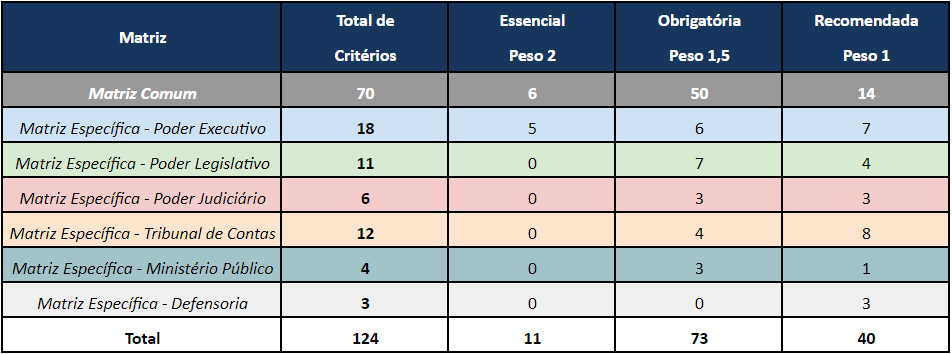 Matriz Total de Critérios Essencial Peso 2 Obrigatória Peso 1,5 Recomendada Peso 1
Matriz Comum 70 6 50 14
Matriz Específica - Poder Executivo 18 5 6 7
Matriz Específica - Poder Legislativo 11 0 7 4
Matriz Específica - Poder Judiciário 6 0 3 3
Matriz Específica - Tribunal de Contas 12 0 4 8
Matriz Específica - Ministério Público 4 0 3 1
Matriz Específica - Defensoria 3 0 0 3
Total 124 11 73 40